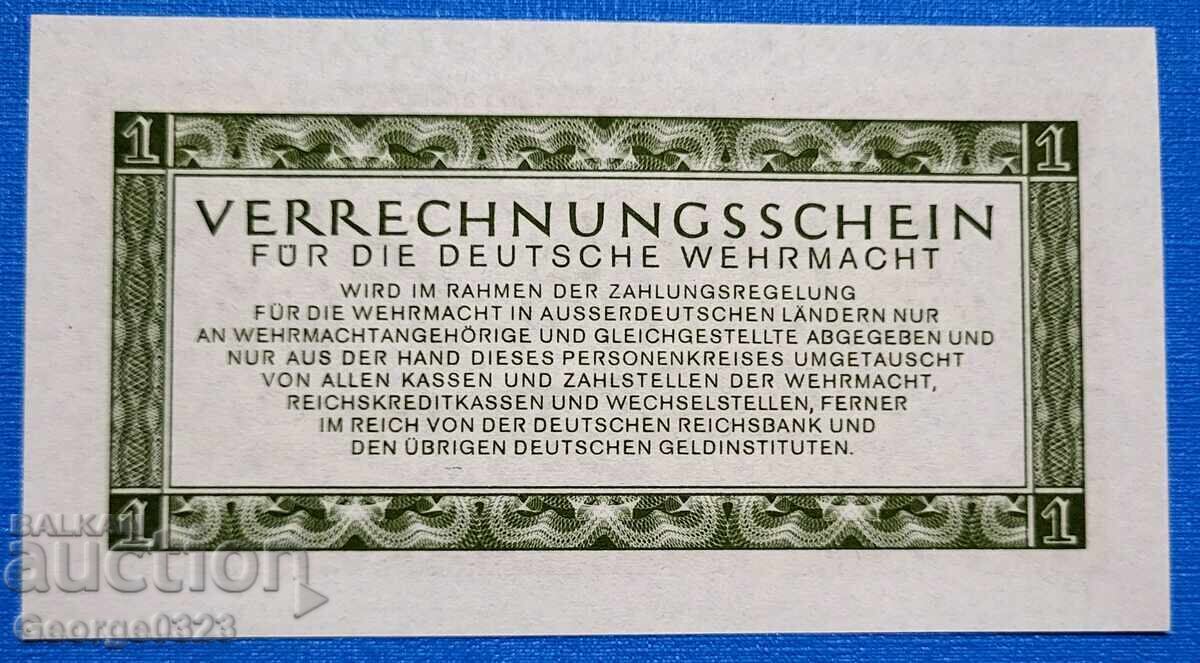 1 1
VERRECHNUNGSSCHEIN
FÜR DIE DEUTSCHE WEHRMACHT
WIRD IM RAHMEN DER ZAHLUNGSREGELUNG
FÜR DIE WEHRMACHT IN AUSSERDEUTSCHEN LÄNDERN NUR
AN WEHRMACHTANGEHÖRIGE UND GLEICHGESTELLTE ABGEGEBEN UND
NUR AUS DER HAND DIESES PERSONENKREISES UMGETAUSCHT
VON ALLEN KASSEN UND ZAHLSTELLEN DER WEHRMACHT,
REICHSKREDITKASSEN UND WECHSELSTELLEN, FERNER
IM REICH VON DER DEUTSCHEN REICHSBANK UND
DEN ÜBRIGEN DEUTSCHEN GELDINSTITUTEN.
1 1
BALKAN
auction
George0323